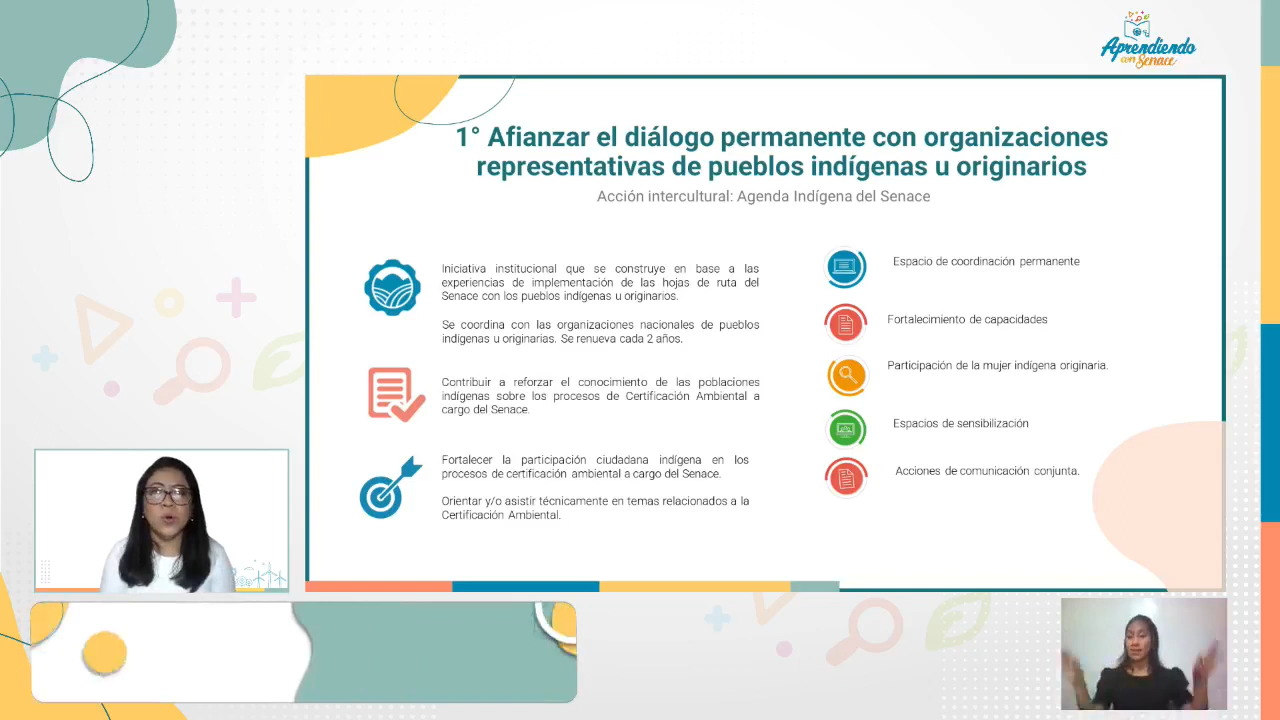 Aprendiendo
con Senace
1° Afianzar el diálogo permanente con organizaciones
representativas de pueblos indígenas u originarios
Acción intercultural: Agenda Indígena del Senace
Iniciativa institucional que se construye en base a las
experiencias de implementación de las hojas de ruta del
Senace con los pueblos indígenas u originarios.
Se coordina con las organizaciones nacionales de pueblos
indígenas u originarias. Se renueva cada 2 años.
Contribuir a reforzar el conocimiento de las poblaciones
indígenas sobre los procesos de Certificación Ambiental a
cargo del Senace.
Fortalecer la participación ciudadana indígena en los
procesos de certificación ambiental a cargo del Senace.
Orientar y/o asistir técnicamente en temas relacionados a la
Certificación Ambiental.
Espacio de coordinación permanente
Fortalecimiento de capacidades
Participación de la mujer indígena originaria.
Espacios de sensibilización
Acciones de comunicación conjunta.